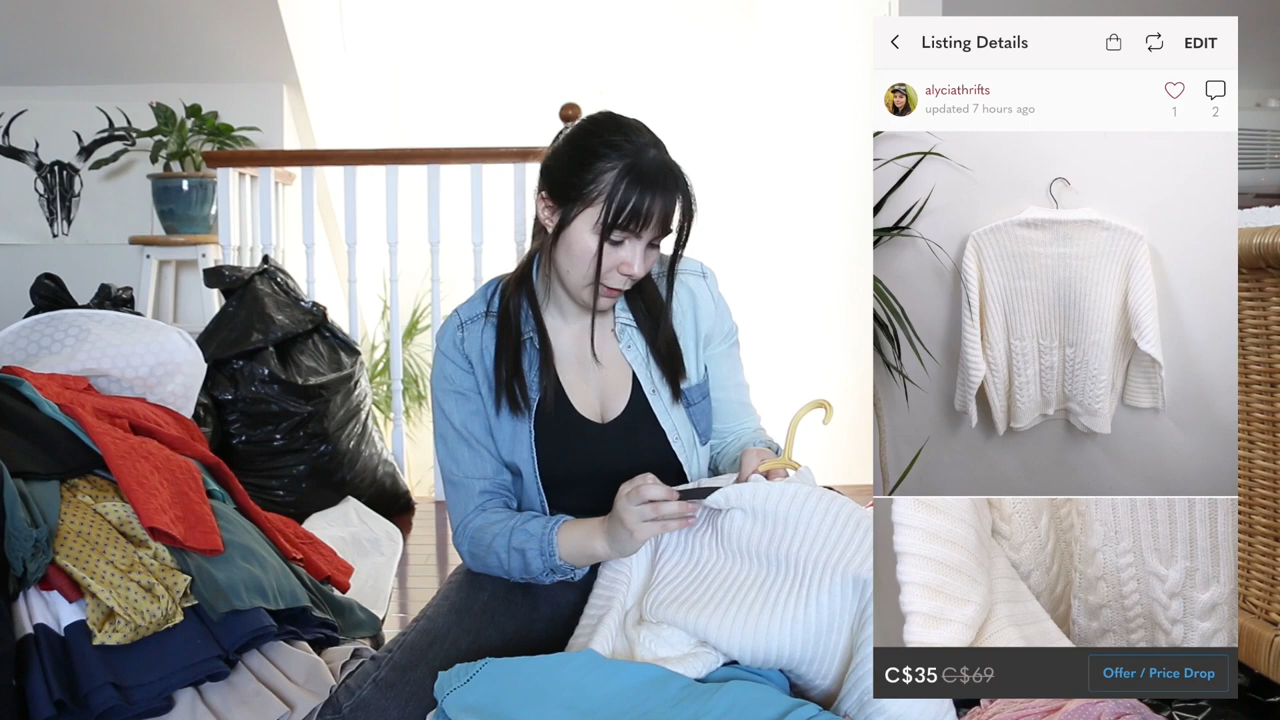 Listing Details
EDIT
alyciathrifts
updated 7 hours ago
1
2
C$35 C$69
Offer / Price Drop